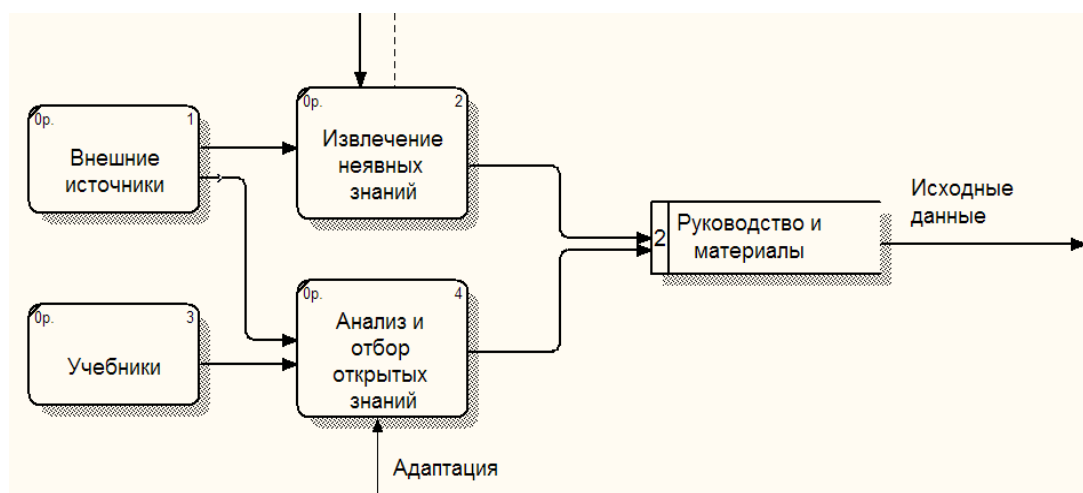 0р. 1
Внешние
источники
0р. 2
Извлечение
неявных
знаний
0р. 3
Учебники
0р. 4
Анализ и
отбор
открытых
знаний
Адаптация
2
Руководство и
материалы
Исходные
данные